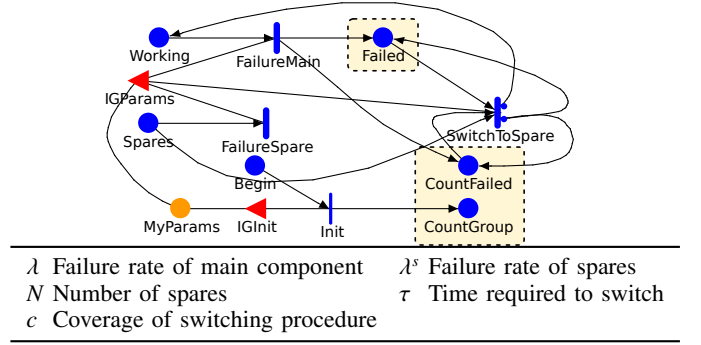 Working
FailureMain
Failed
IGParams
Spares
FailureSpare
SwitchToSpare
Begin
CountFailed
MyParams
IGInit
Init
CountGroup
λ Failure rate of main component
λˢ Failure rate of spares
N Number of spares
τ Time required to switch
c Coverage of switching procedure